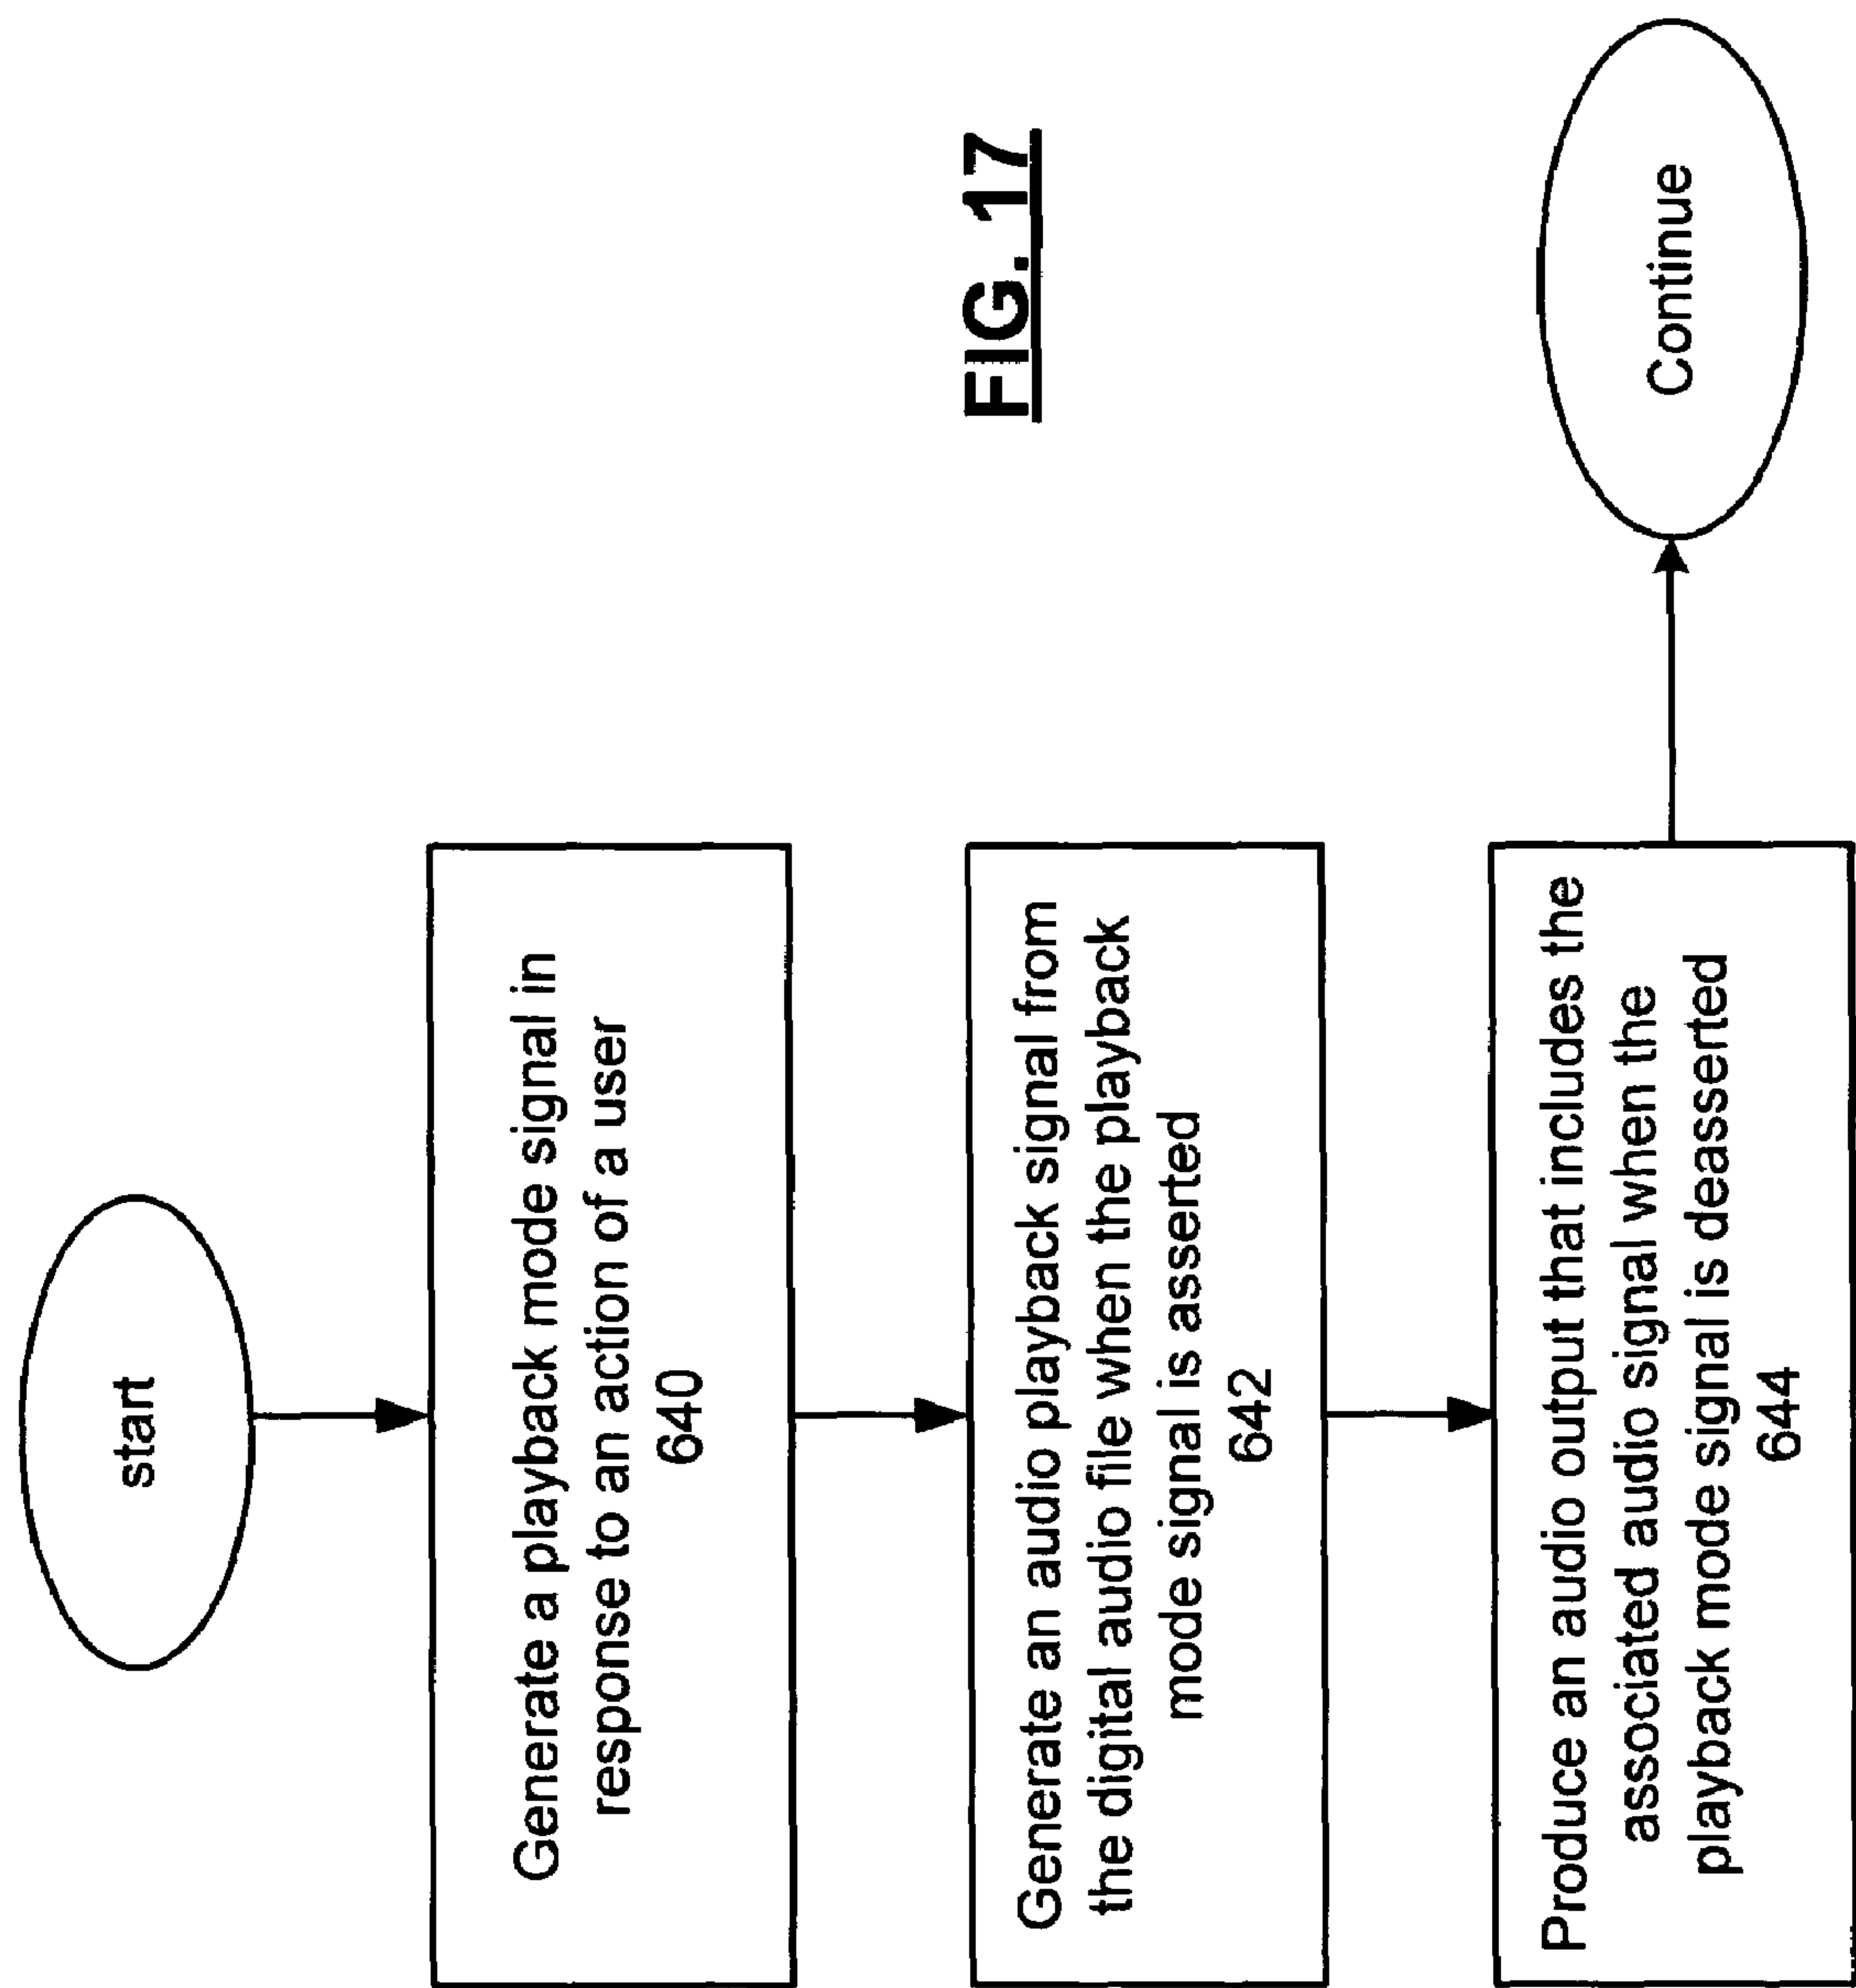 start
Generate a playback mode signal in
response to an action of a user
640
Generate an audio playback signal from
the digital audio file when the playback
mode signal is asserted
642
Produce an audio output that includes the
associated audio signal when the
playback mode signal is deasserted
644
Continue
FIG. 17